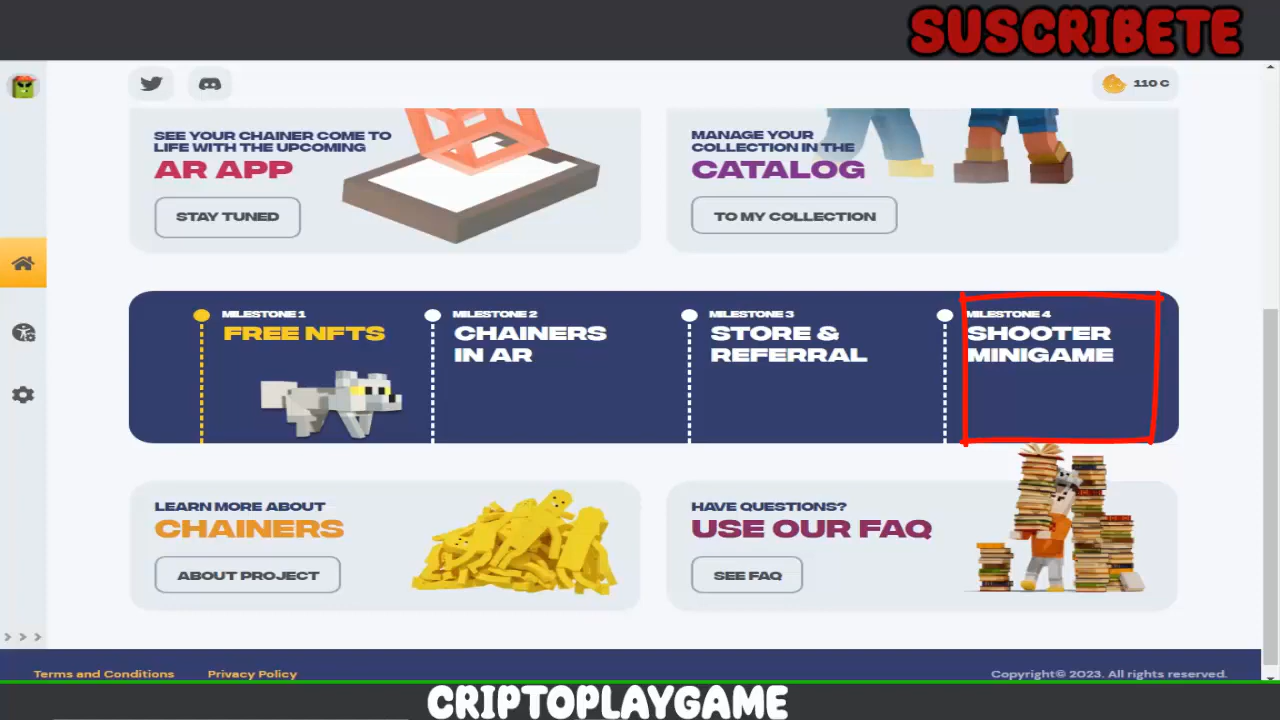 SUSCRIBETE
110 C
SEE YOUR CHAINER COME TO
LIFE WITH THE UPCOMING
AR APP
STAY TUNED
MANAGE YOUR
COLLECTION IN THE
CATALOG
TO MY COLLECTION
MILESTONE 1
FREE NFTS
MILESTONE 2
CHAINERS
IN AR
MILESTONE 3
STORE &
REFERRAL
MILESTONE 4
SHOOTER
MINIGAME
LEARN MORE ABOUT
CHAINERS
ABOUT PROJECT
HAVE QUESTIONS?
USE OUR FAQ
SEE FAQ
> > >
Terms and Conditions
Privacy Policy
Copyright© 2023. All rights reserved.
CRIPTOPLAYGAME